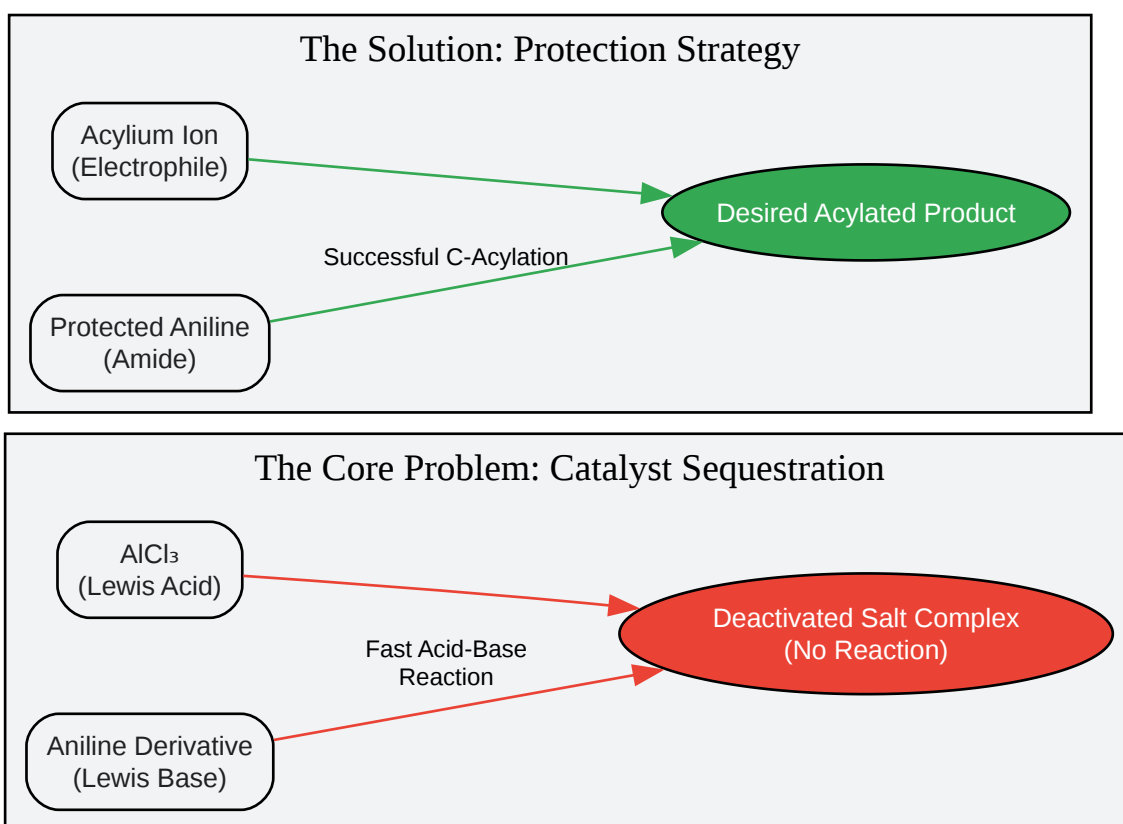 The Solution: Protection Strategy
Acylium Ion
(Electrophile)
Desired Acylated Product
Successful C-Acylation
Protected Aniline
(Amide)
The Core Problem: Catalyst Sequestration
AlCl₃
(Lewis Acid)
Deactivated Salt Complex
(No Reaction)
Fast Acid-Base
Reaction
Aniline Derivative
(Lewis Base)